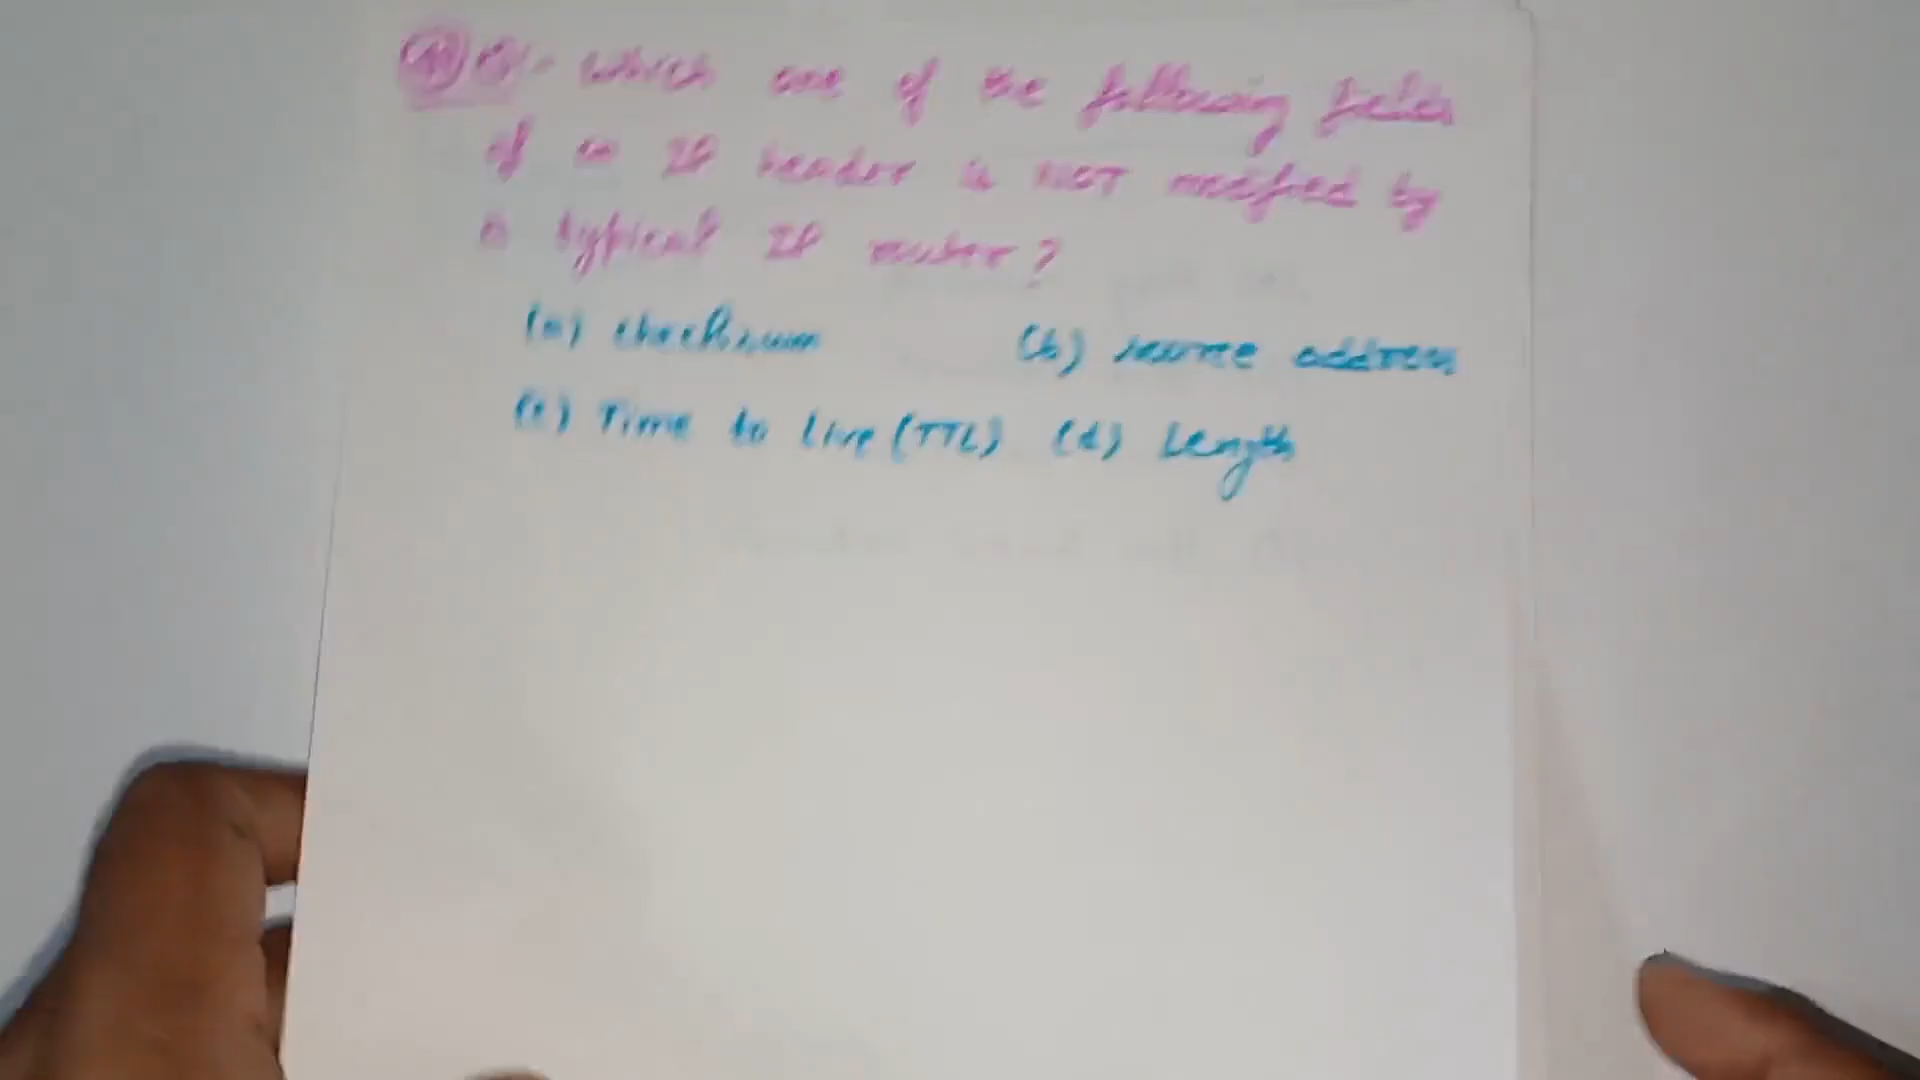 Q:- Which one of the following fields
of an IP header is NOT modified by
a typical IP router?
(a) checksum (b) source address
(c) Time to Live (TTL) (d) Length